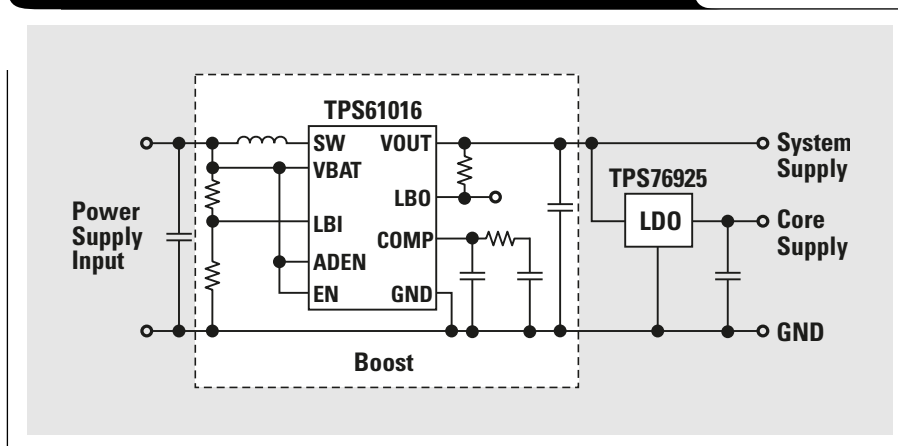 TPS61016
SW
VOUT
VBAT
LBO
LBI
COMP
ADEN
EN
GND
Boost
Power
Supply
Input
TPS76925
LDO
System
Supply
Core
Supply
GND